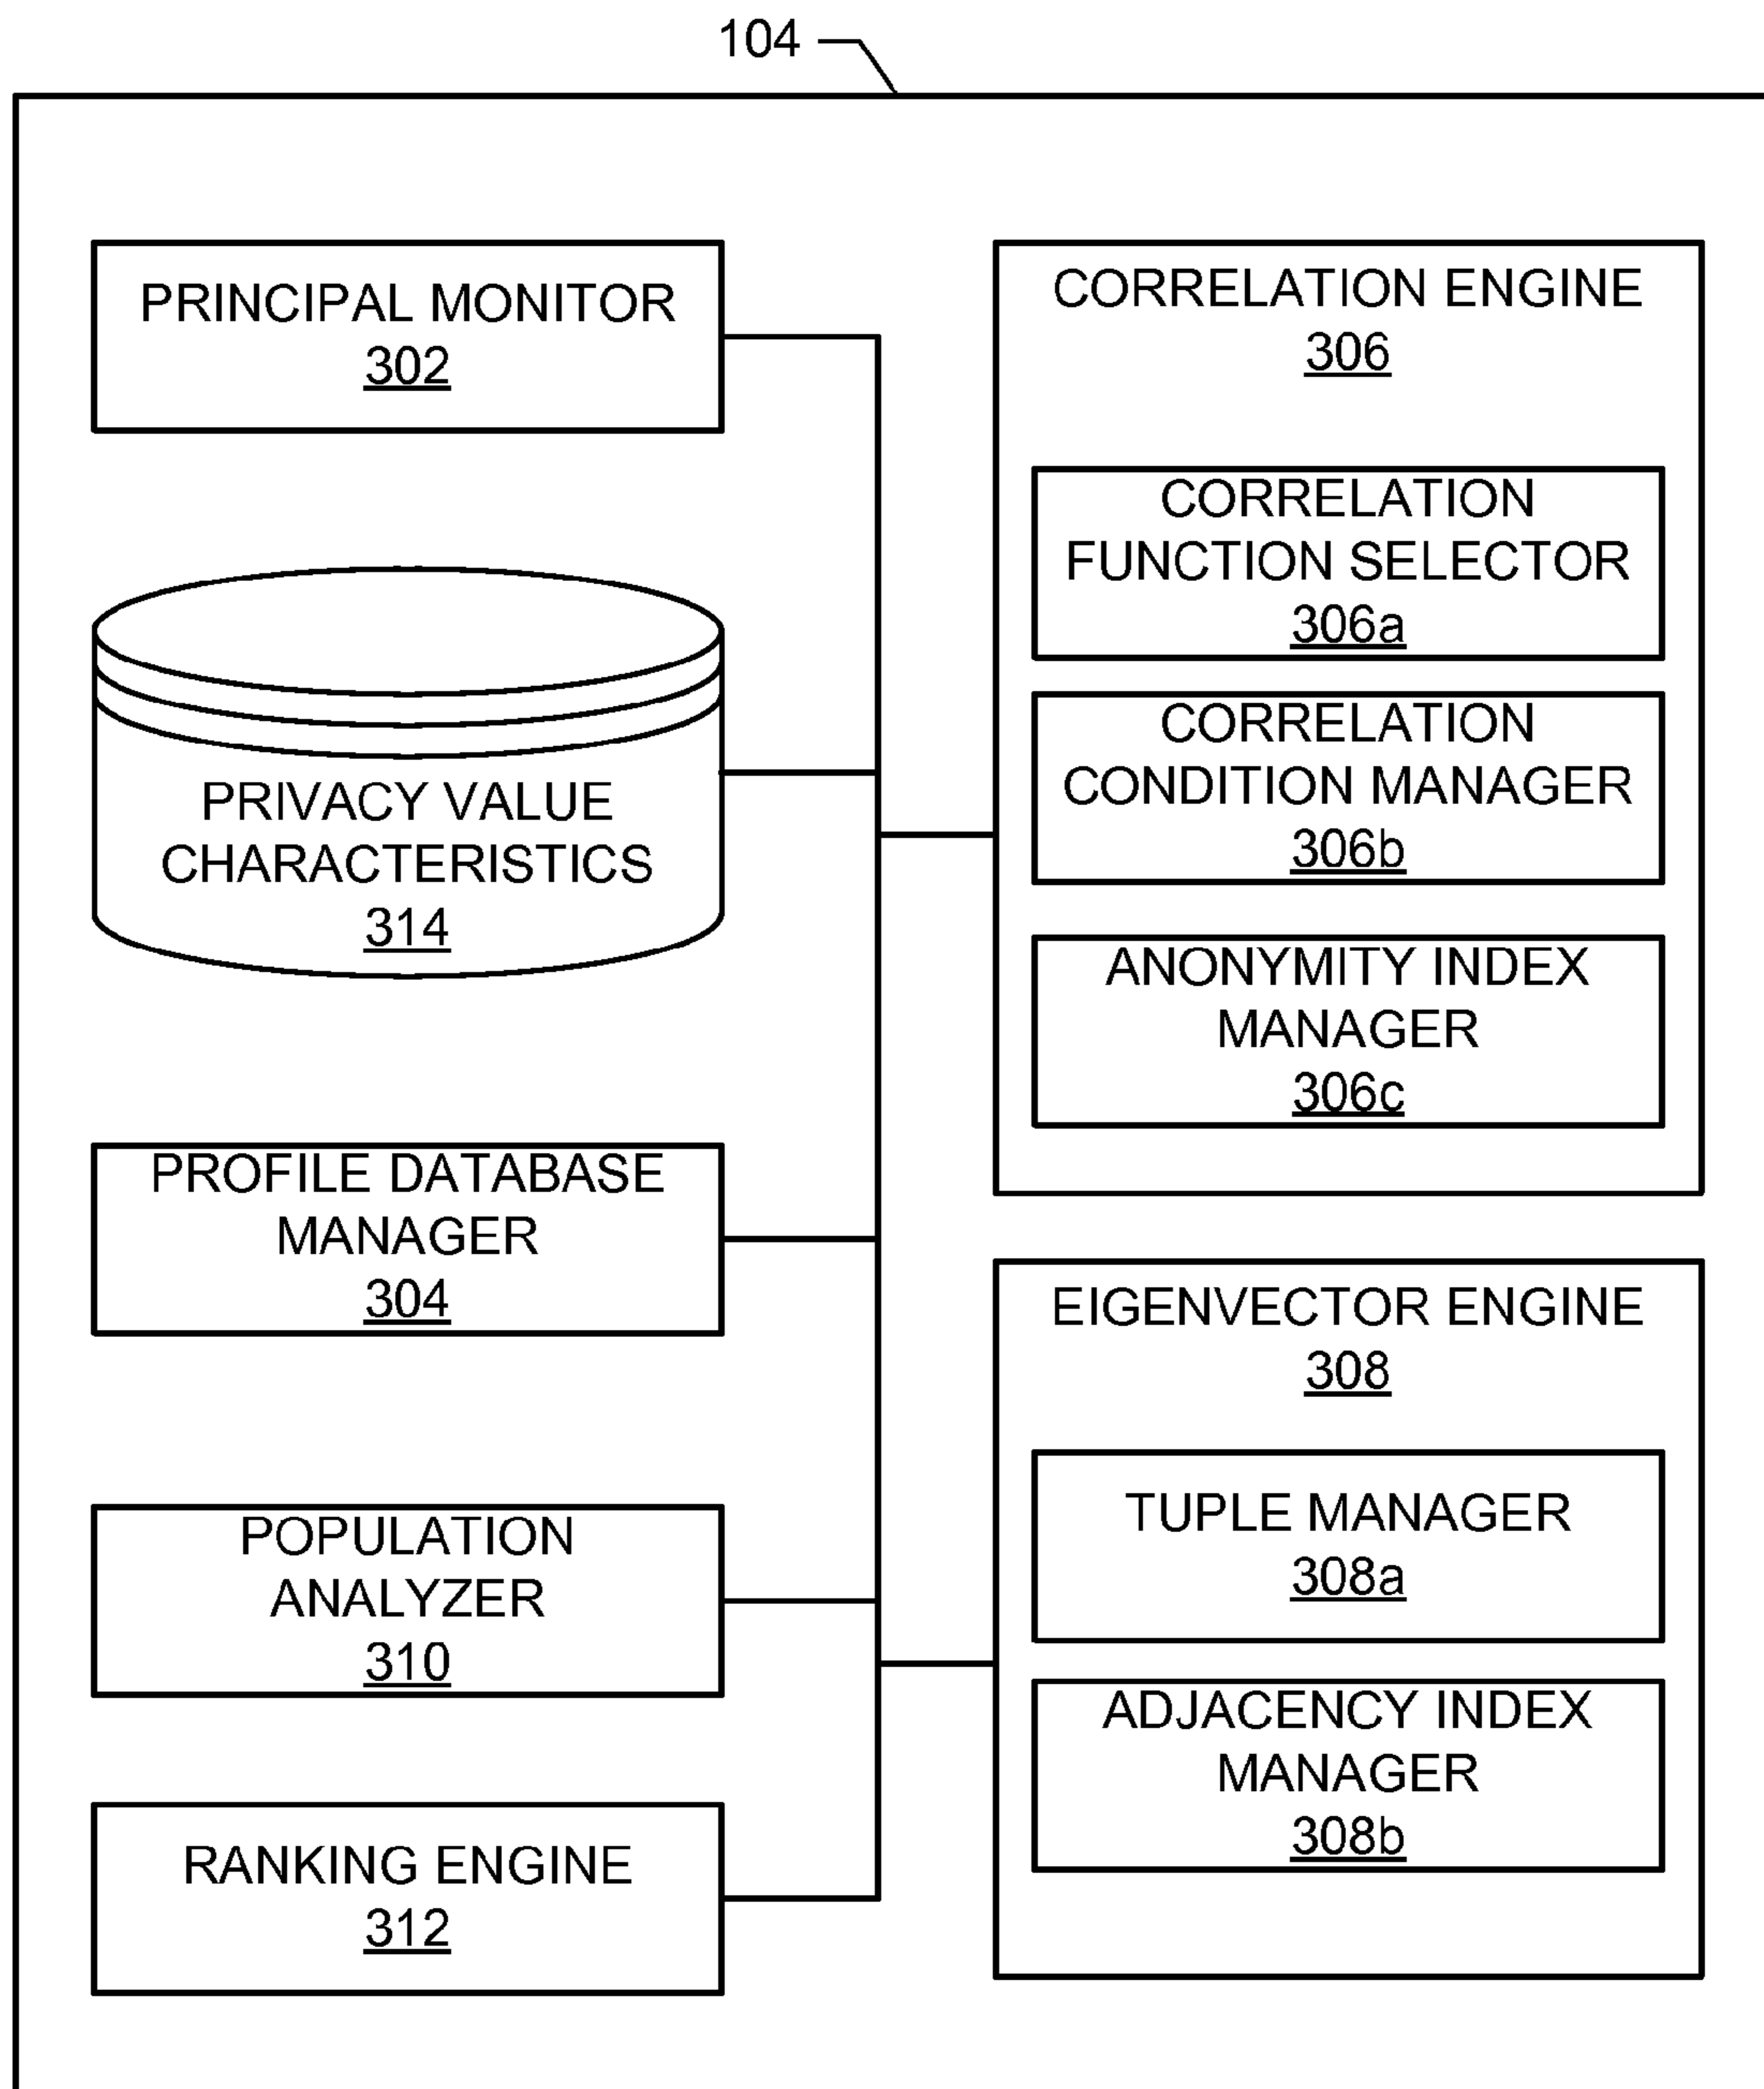 104
PRINCIPAL MONITOR
302
PRIVACY VALUE
CHARACTERISTICS
314
PROFILE DATABASE
MANAGER
304
POPULATION
ANALYZER
310
RANKING ENGINE
312
CORRELATION ENGINE
306
CORRELATION
FUNCTION SELECTOR
306a
CORRELATION
CONDITION MANAGER
306b
ANONYMITY INDEX
MANAGER
306c
EIGENVECTOR ENGINE
308
TUPLE MANAGER
308a
ADJACENCY INDEX
MANAGER
308b